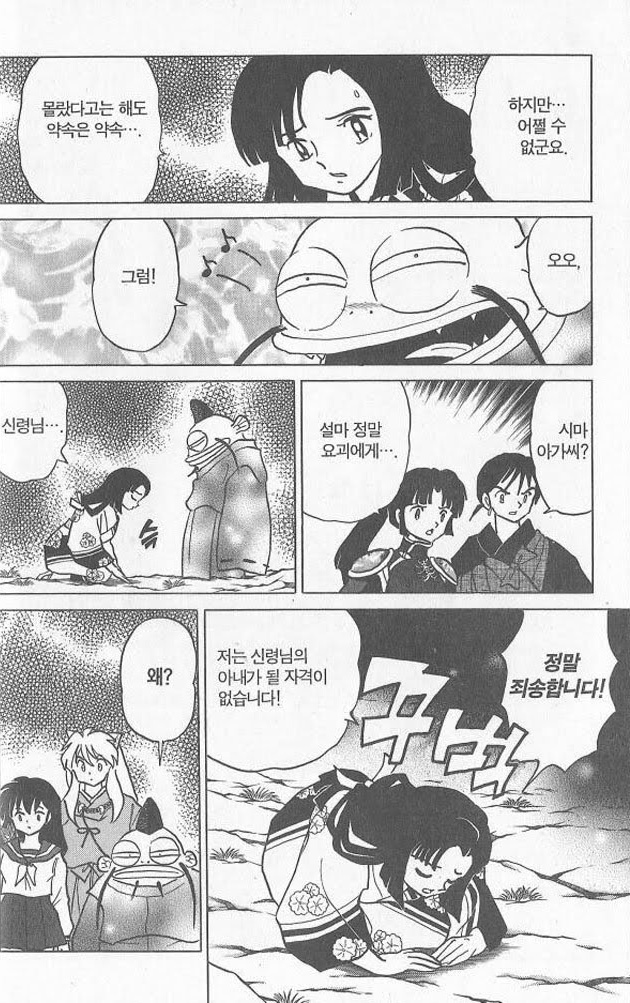 하지만…
어쩔 수
없군요.
몰랐다고는 해도
약속은 약속….
오오,
그럼!
시마
아가씨?
설마 정말
요괴에게….
신령님….
정말
죄송합니다!
꾸벅
저는 신령님의
아내가 될 자격이
없습니다!
왜?